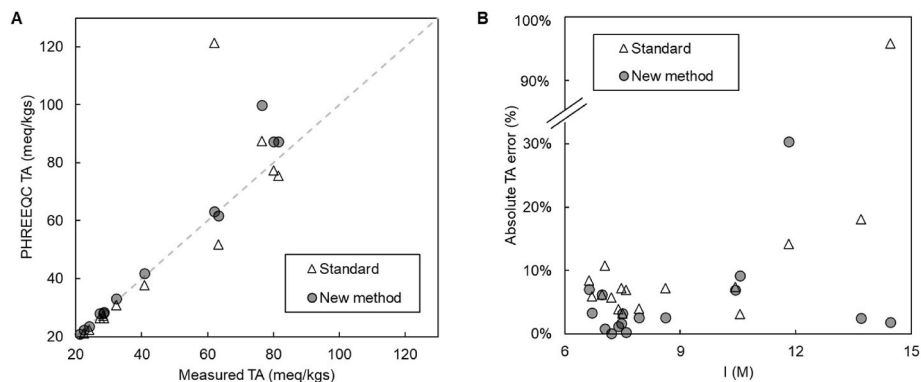 A
PHREEQC TA (meq/kgs)
120
100
80
60
40
20
20 40 60 80 100 120
Measured TA (meq/kgs)
Standard
New method
B
Absolute TA error (%)
100%
90%
30%
20%
10%
0%
6 9 12 15
I (M)
Standard
New method